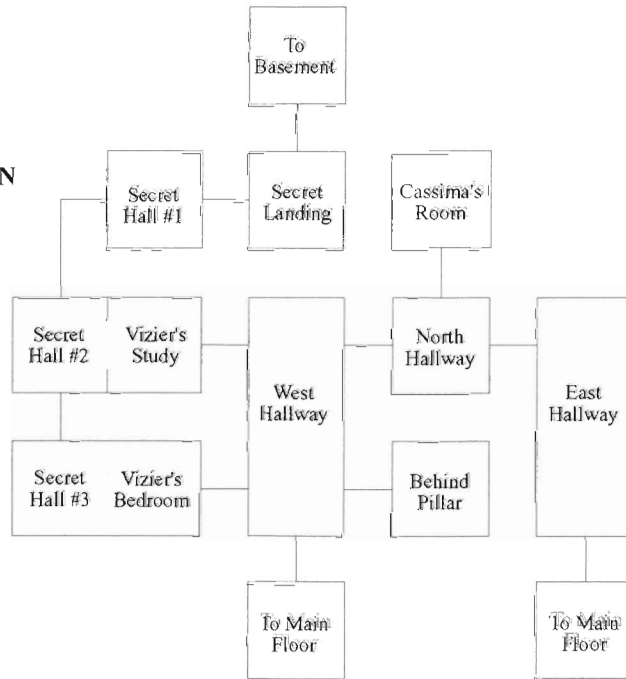 To
Basement
N
Secret
Hall #1
Secret
Landing
Cassima's
Room
Secret
Hall #2
Vizier's
Study
West
Hallway
North
Hallway
East
Hallway
Secret
Hall #3
Vizier's
Bedroom
Behind
Pillar
To Main
Floor
To Main
Floor